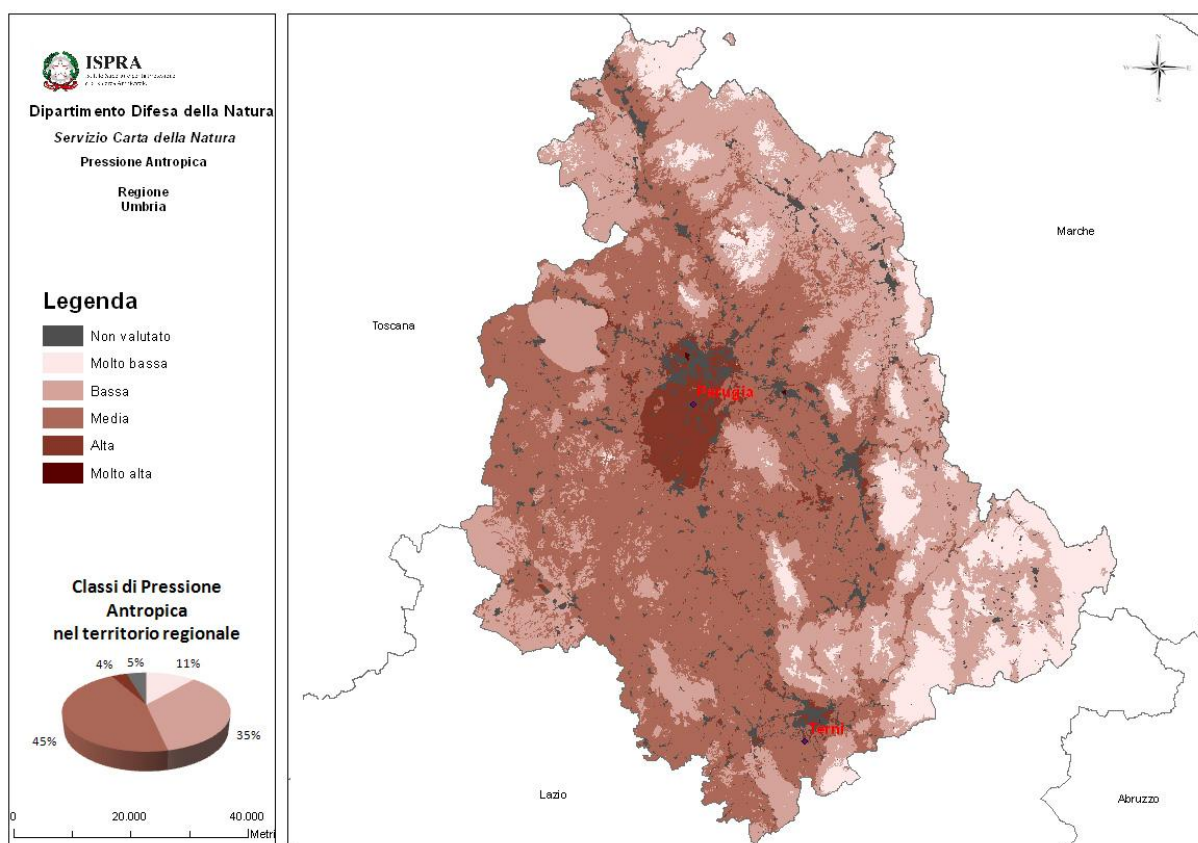 ISPRA
Dipartimento Difesa della Natura
Servizio Carta della Natura
Pressione Antropica
Regione
Umbria
Legenda
Non valutato
Molto bassa
Bassa
Media
Alta
Molto alta
Classi di Pressione
Antropica
nel territorio regionale
4%
5%
11%
45%
35%
0
20.000
40.000
Metri
N
W
E
S
Marche
Toscana
Perugia
Terni
Lazio
Abruzzo